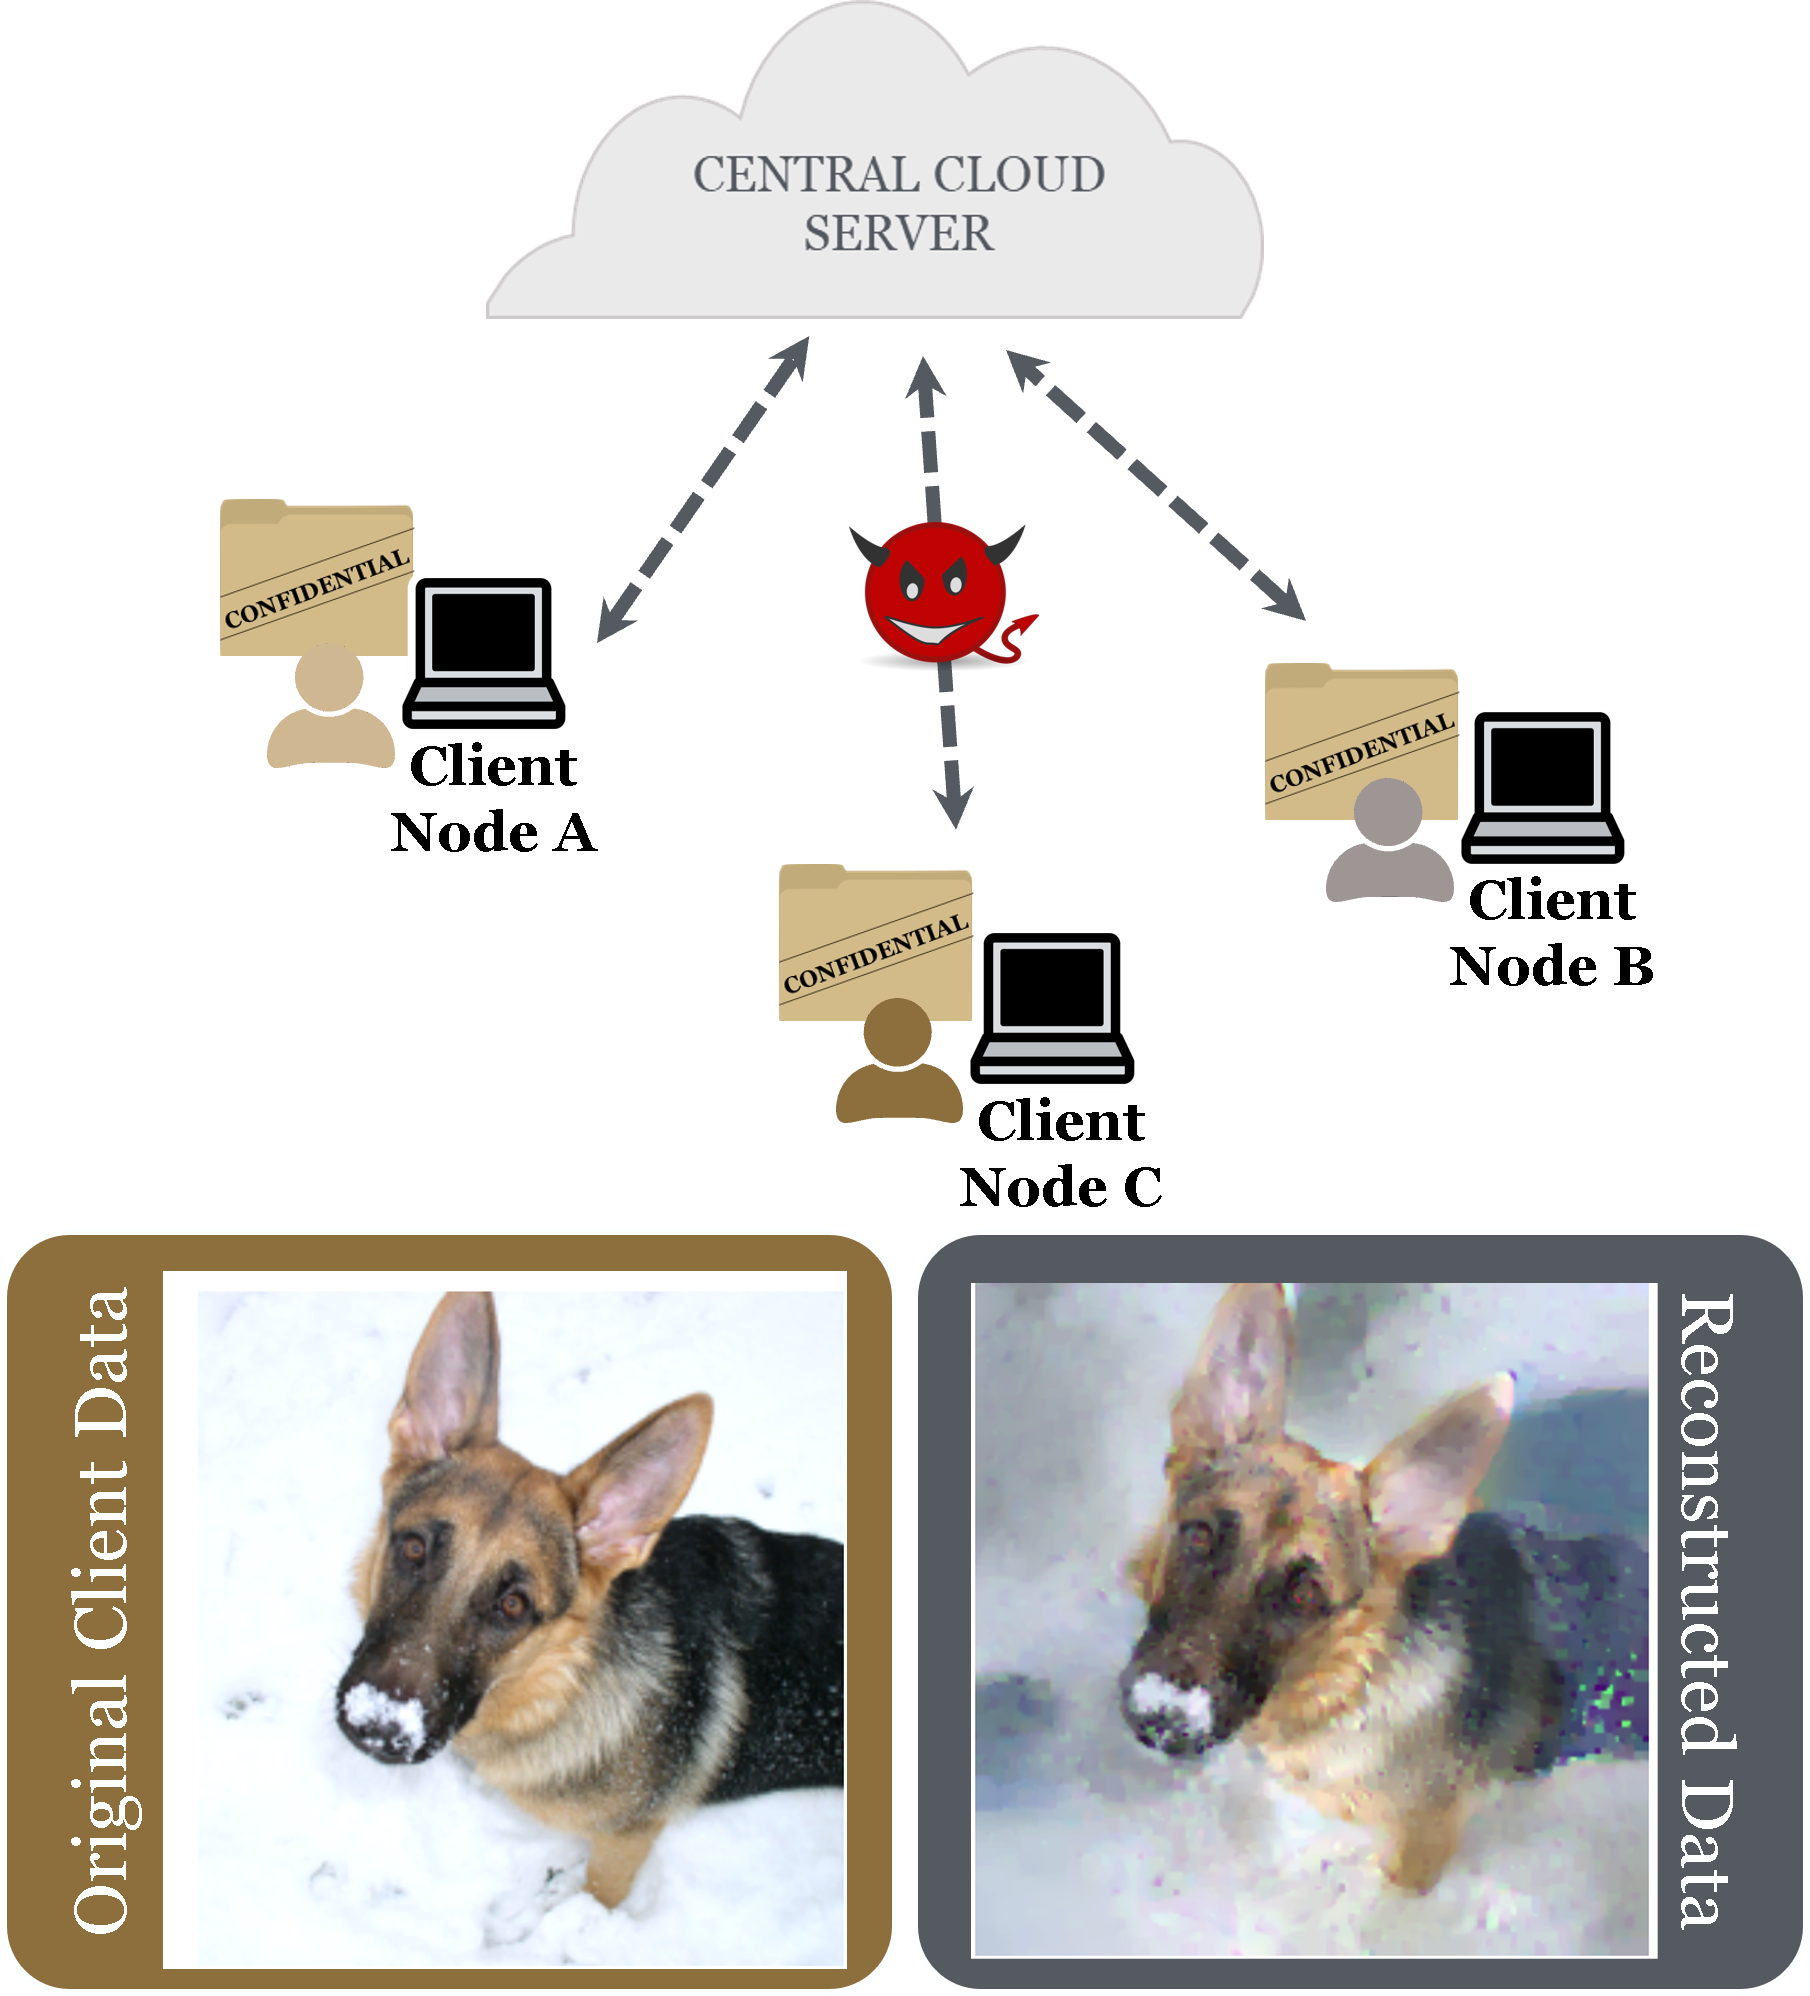 CENTRAL CLOUD
SERVER
CONFIDENTIAL
Client
Node A
CONFIDENTIAL
Client
Node B
CONFIDENTIAL
Client
Node C
Original Client Data
Reconstructed Data